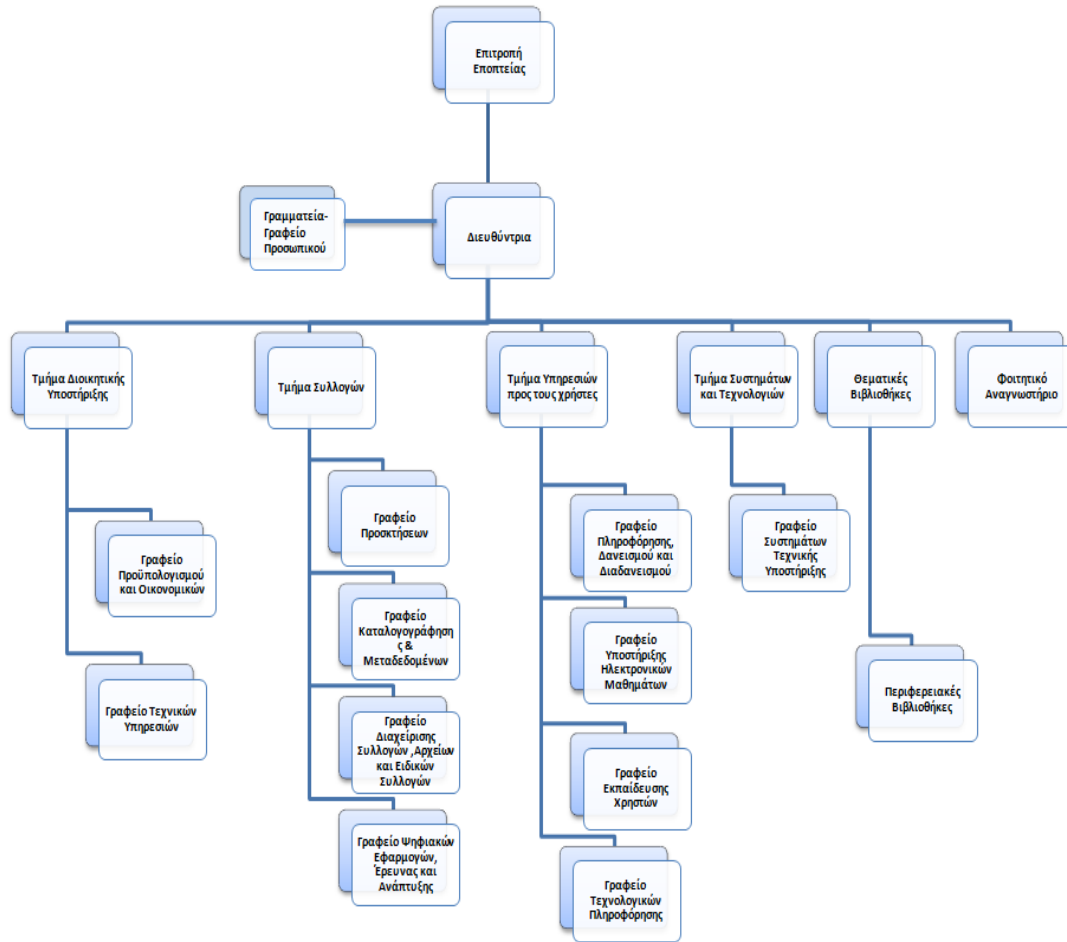 Επιτροπή
Εποπτείας
Γραμματεία-
Γραφείο
Προσωπικού
Διευθύντρια
Τμήμα Διοικητικής
Υποστήριξης
Τμήμα Συλλογών
Τμήμα Υπηρεσιών
προς τους χρήστες
Τμήμα Συστημάτων
και Τεχνολογιών
Θεματικές
Βιβλιοθήκες
Φοιτητικό
Αναγνωστήριο
Γραφείο
Προϋπολογισμού
και Οικονομικών
Γραφείο Τεχνικών
Υπηρεσιών
Γραφείο
Προσκτήσεων
Γραφείο
Καταλογογράφηση
ς &
Μεταδεδομένων
Γραφείο
Διαχείρισης
Συλλογών ,Αρχείων
και Ειδικών
Συλλογών
Γραφείο Ψηφιακών
Εφαρμογών,
Έρευνας και
Ανάπτυξης
Γραφείο
Πληροφόρησης,
Δανεισμού και
Διαδανεισμού
Γραφείο
Υποστήριξης
Ηλεκτρονικών
Μαθημάτων
Γραφείο
Εκπαίδευσης
Χρηστών
Γραφείο
Τεχνολογικών
Πληροφόρησης
Γραφείο
Συστημάτων
Τεχνικής
Υποστήριξης
Περιφερειακές
Βιβλιοθήκες